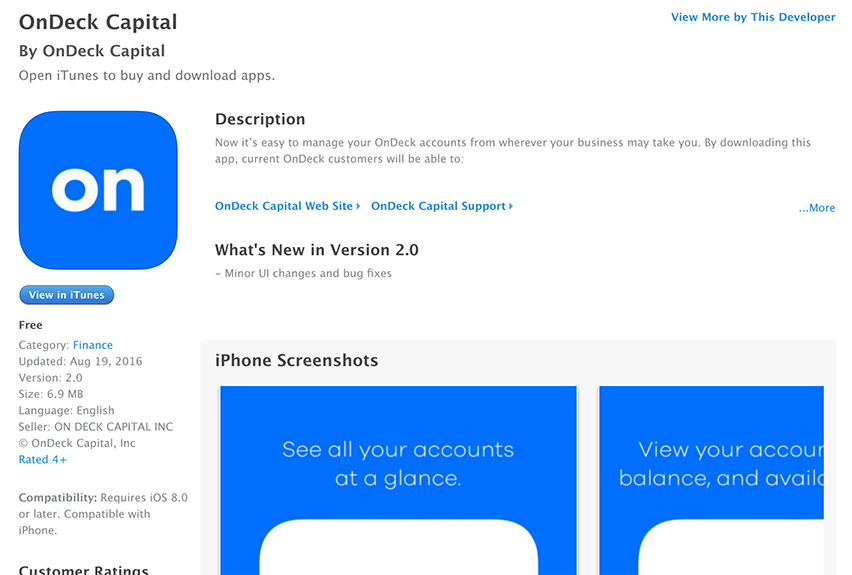 OnDeck Capital
View More by This Developer
By OnDeck Capital
Open iTunes to buy and download apps.
on
View in iTunes
Free
Category: Finance
Updated: Aug 19, 2016
Version: 2.0
Size: 6.9 MB
Language: English
Seller: ON DECK CAPITAL INC
© OnDeck Capital, Inc
Rated 4+
Compatibility: Requires iOS 8.0
or later. Compatible with
iPhone.
Customer Ratings
Description
Now it's easy to manage your OnDeck accounts from wherever your business may take you. By downloading this
app, current OnDeck customers will be able to:
OnDeck Capital Web Site OnDeck Capital Support
...More
What's New in Version 2.0
- Minor UI changes and bug fixes
iPhone Screenshots
See all your accounts
at a glance.
View your
balance, and